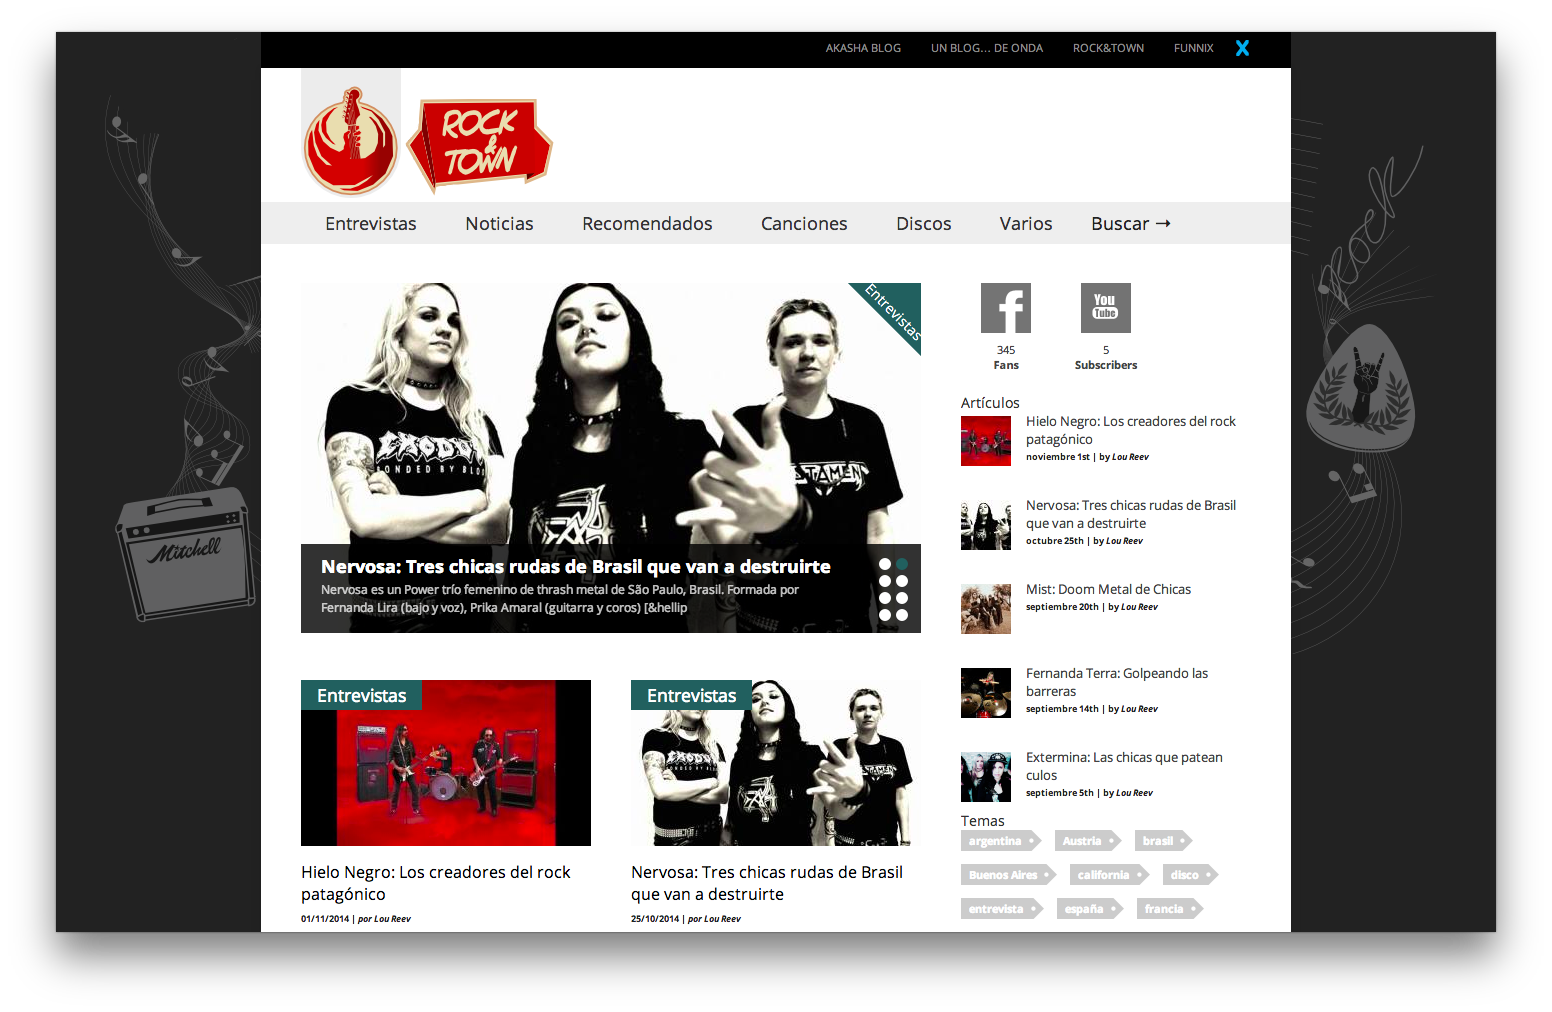 AKASHA BLOG UN BLOG... DE ONDA ROCK&TOWN FUNNIX X
ROCK
&
TOWN
Entrevistas Noticias Recomendados Canciones Discos Varios Buscar →
rock
Mitchell
Entrevistas
EXODUS
BONDED BY BLOOD
TESTAMENT
Nervosa: Tres chicas rudas de Brasil que van a destruirte
Nervosa es un Power trío femenino de thrash metal de São Paulo, Brasil. Formada por
Fernanda Lira (bajo y voz), Prika Amaral (guitarra y coros) [&hellip
f
You
Tube
345
Fans
5
Subscribers
Artículos
Hielo Negro: Los creadores del rock
patagónico
noviembre 1st | by Lou Reev
Nervosa: Tres chicas rudas de Brasil
que van a destruirte
octubre 25th | by Lou Reev
Mist: Doom Metal de Chicas
septiembre 20th | by Lou Reev
Fernanda Terra: Golpeando las
barreras
septiembre 14th | by Lou Reev
Extermina: Las chicas que patean
culos
septiembre 5th | by Lou Reev
Temas
argentina Austria brasil
Buenos Aires california disco
entrevista españa francia
Entrevistas
Hielo Negro: Los creadores del rock
patagónico
01/11/2014 | por Lou Reev
Entrevistas
Nervosa: Tres chicas rudas de Brasil
que van a destruirte
25/10/2014 | por Lou Reev